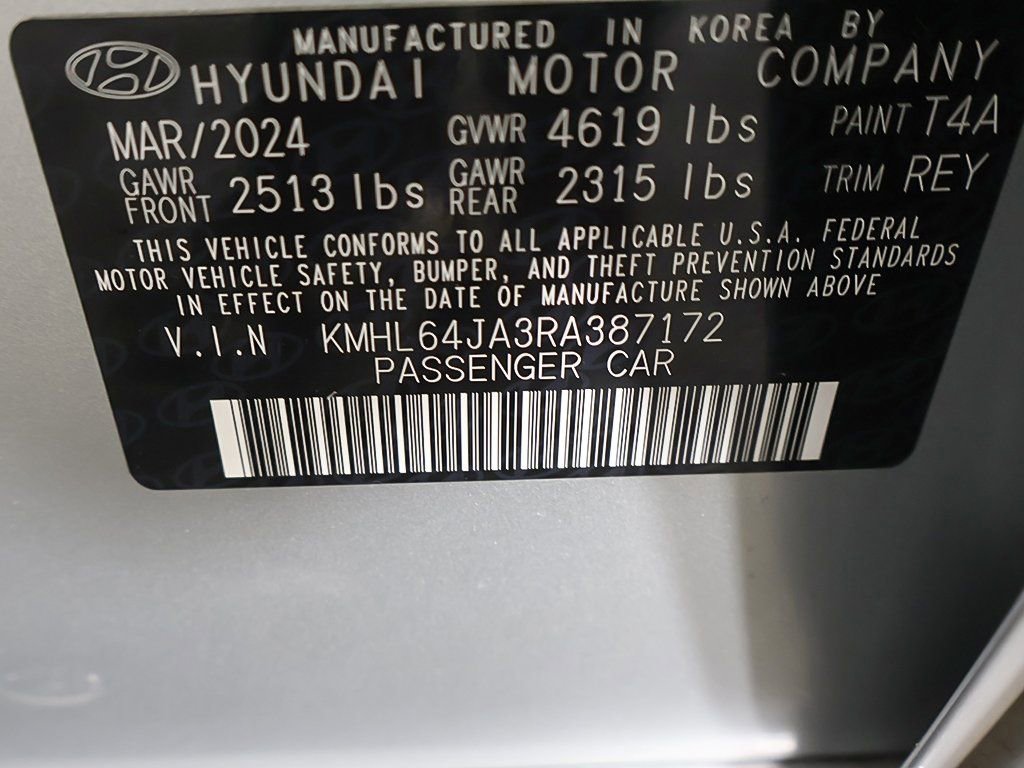 MANUFACTURED IN KOREA BY
HYUNDAI MOTOR COMPANY
MAR/2024 GVWR 4619 lbs PAINT T4A
GAWR FRONT 2513 lbs GAWR REAR 2315 lbs TRIM REY
THIS VEHICLE CONFORMS TO ALL APPLICABLE U.S.A. FEDERAL
MOTOR VEHICLE SAFETY, BUMPER, AND THEFT PREVENTION STANDARDS
IN EFFECT ON THE DATE OF MANUFACTURE SHOWN ABOVE
V.I.N KMHL64JA3RA387172
PASSENGER CAR